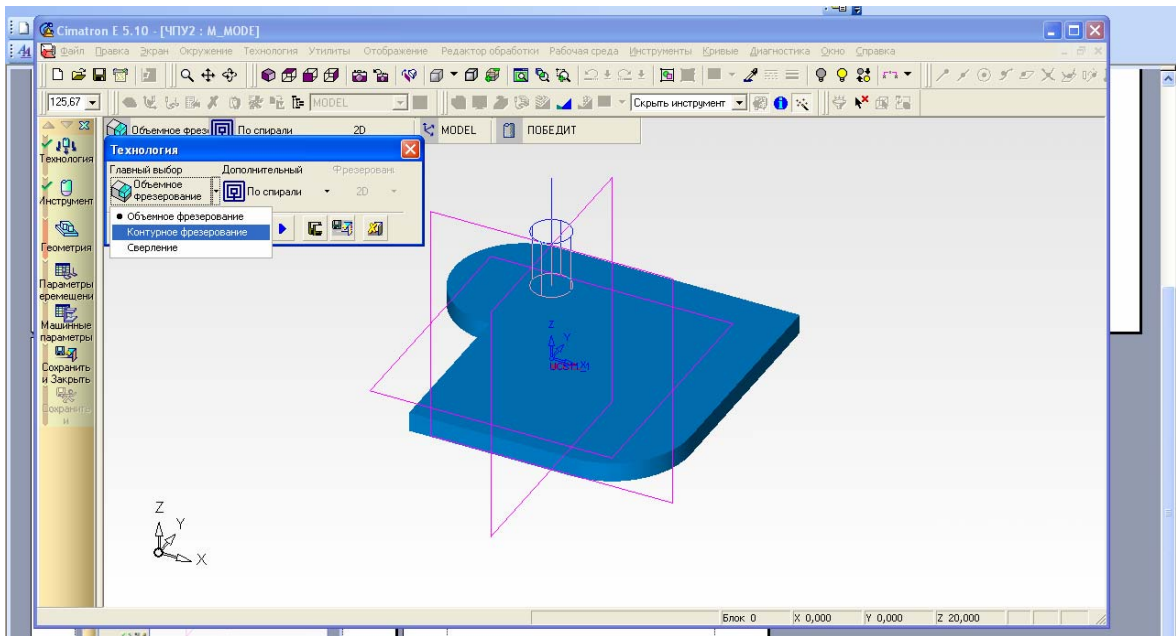 Cimatron E 5.10 - [ЧПУ2 : M_MODE]
Файл Правка Экран Окружение Технология Утилиты Отображение Редактор обработки Рабочая среда Инструменты Кривые Диагностика Окно Справка
125,67 MODEL Скрыть инструмент
Объемное фрез По спирали 2D MODEL ПОБЕДИТ
Технология
Технология
Главный выбор Дополнительный Фрезерован
Объемное фрезерование По спирали 2D
Инструмент
Объемное фрезерование
Контурное фрезерование
Сверление
Геометрия
Параметры
еремещени
Машинные
параметры
Сохранить
и Закрыть
Сохранить
и
Z
Y
X
Z
Y
X
Блок 0 X 0,000 Y 0,000 Z 20,000